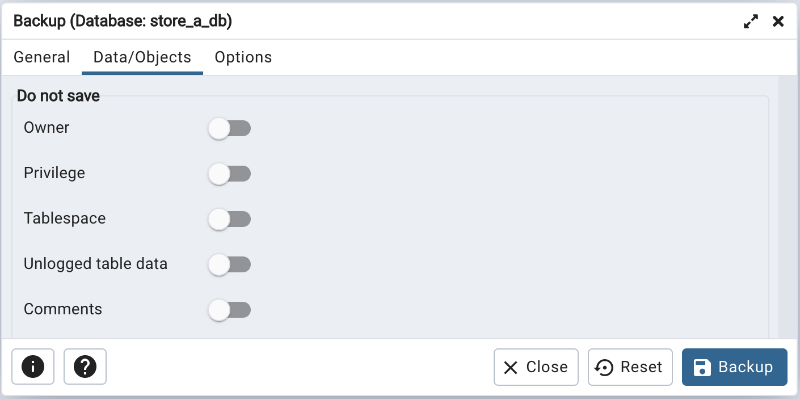 Backup (Database: store_a_db)
General Data/Objects Options
Do not save
Owner
Privilege
Tablespace
Unlogged table data
Comments
Close Reset Backup